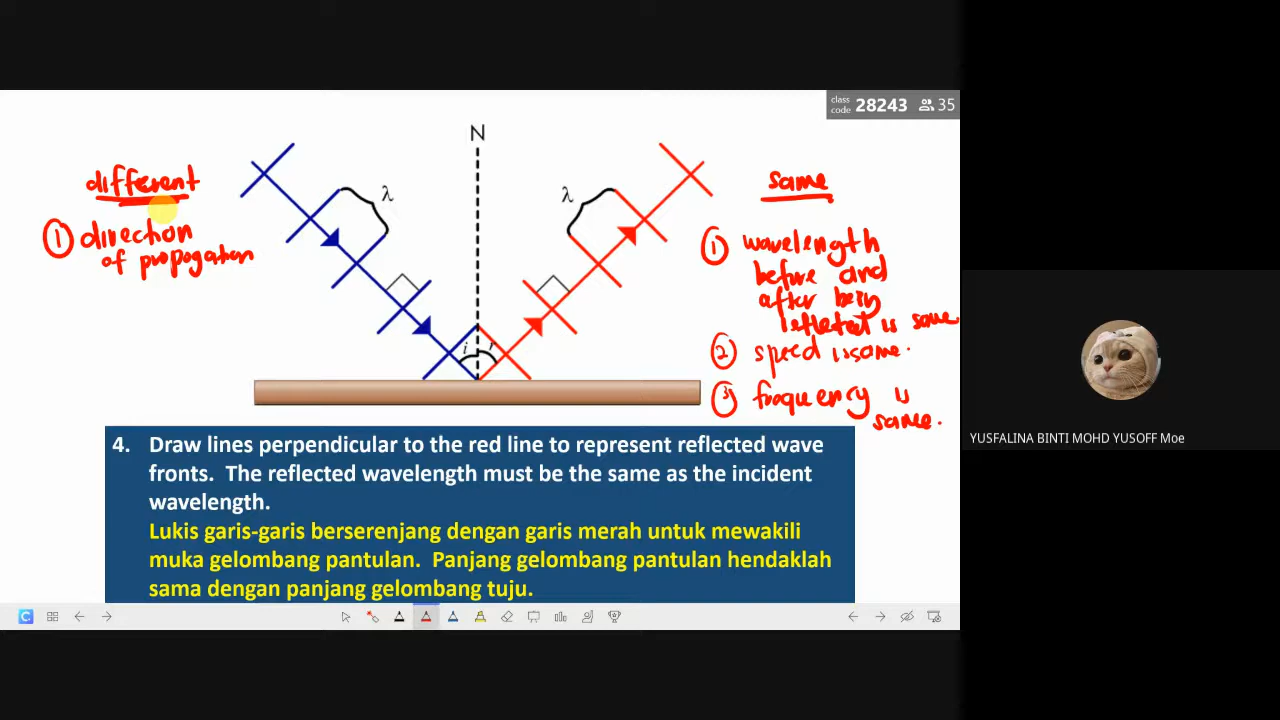 class
code 28243 35
N
different
① direction
of propogation
λ
λ
i
r
same
① wavelength
before and
after being
reflected is same
② speed is same.
③ frequency is
same.
4. Draw lines perpendicular to the red line to represent reflected wave
fronts. The reflected wavelength must be the same as the incident
wavelength.
Lukis garis-garis berserenjang dengan garis merah untuk mewakili
muka gelombang pantulan. Panjang gelombang pantulan hendaklah
sama dengan panjang gelombang tuju.
C
YUSFALINA BINTI MOHD YUSOFF Moe